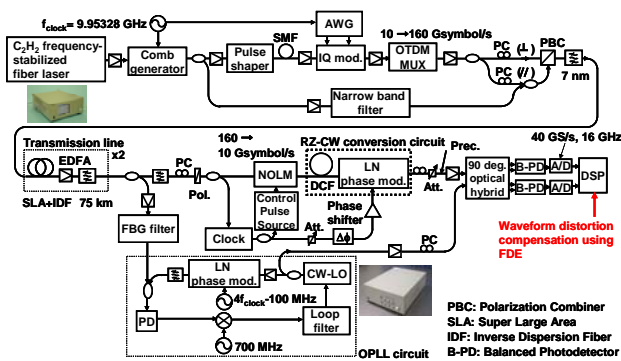 fclock= 9.95328 GHz
AWG
C2H2 frequency-
stabilized
fiber laser
Comb
generator
Pulse
shaper
SMF
IQ mod.
10 →160 Gsymbol/s
OTDM
MUX
PC (⊥)
PBC
PC (//)
7 nm
Narrow band
filter
Transmission line
x2
EDFA
SLA+IDF 75 km
160 →
10 Gsymbol/s
PC
Pol.
NOLM
Control
Pulse
Source
Clock
Att.
Δϕ
Phase
shifter
RZ-CW conversion circuit
DCF
LN
phase mod.
Prec.
Att.
90 deg.
optical
hybrid
40 GS/s, 16 GHz
B-PD
A/D
B-PD
A/D
DSP
Waveform distortion
compensation using
FDE
PC
FBG filter
LN
phase mod.
CW-LO
4fclock-100 MHz
PD
Loop
filter
700 MHz
OPLL circuit
PBC: Polarization Combiner
SLA: Super Large Area
IDF: Inverse Dispersion Fiber
B-PD: Balanced Photodetector